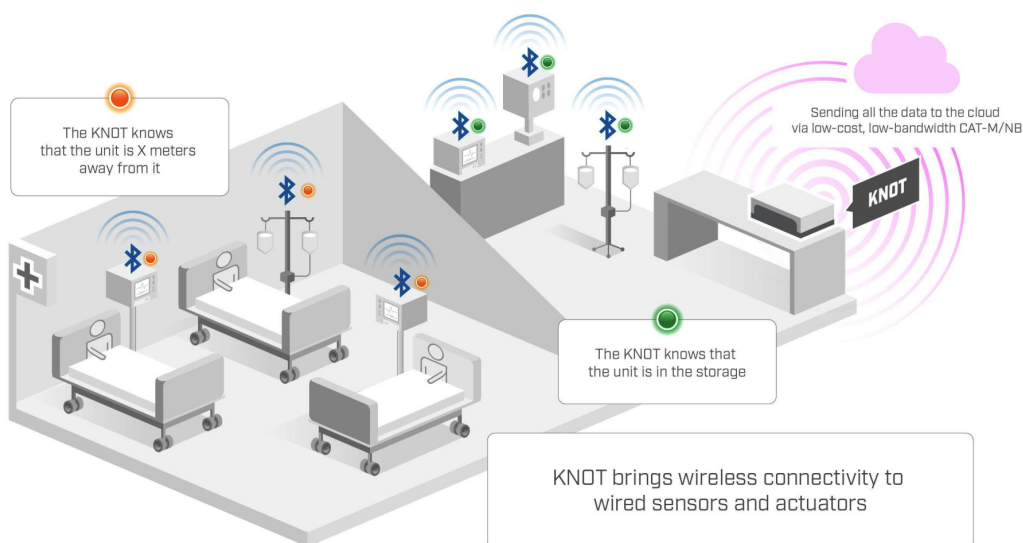 The KNOT knows
that the unit is X meters
away from it
Sending all the data to the cloud
via low-cost, low-bandwidth CAT-M/NB
KNOT
The KNOT knows that
the unit is in the storage
KNOT brings wireless connectivity to
wired sensors and actuators